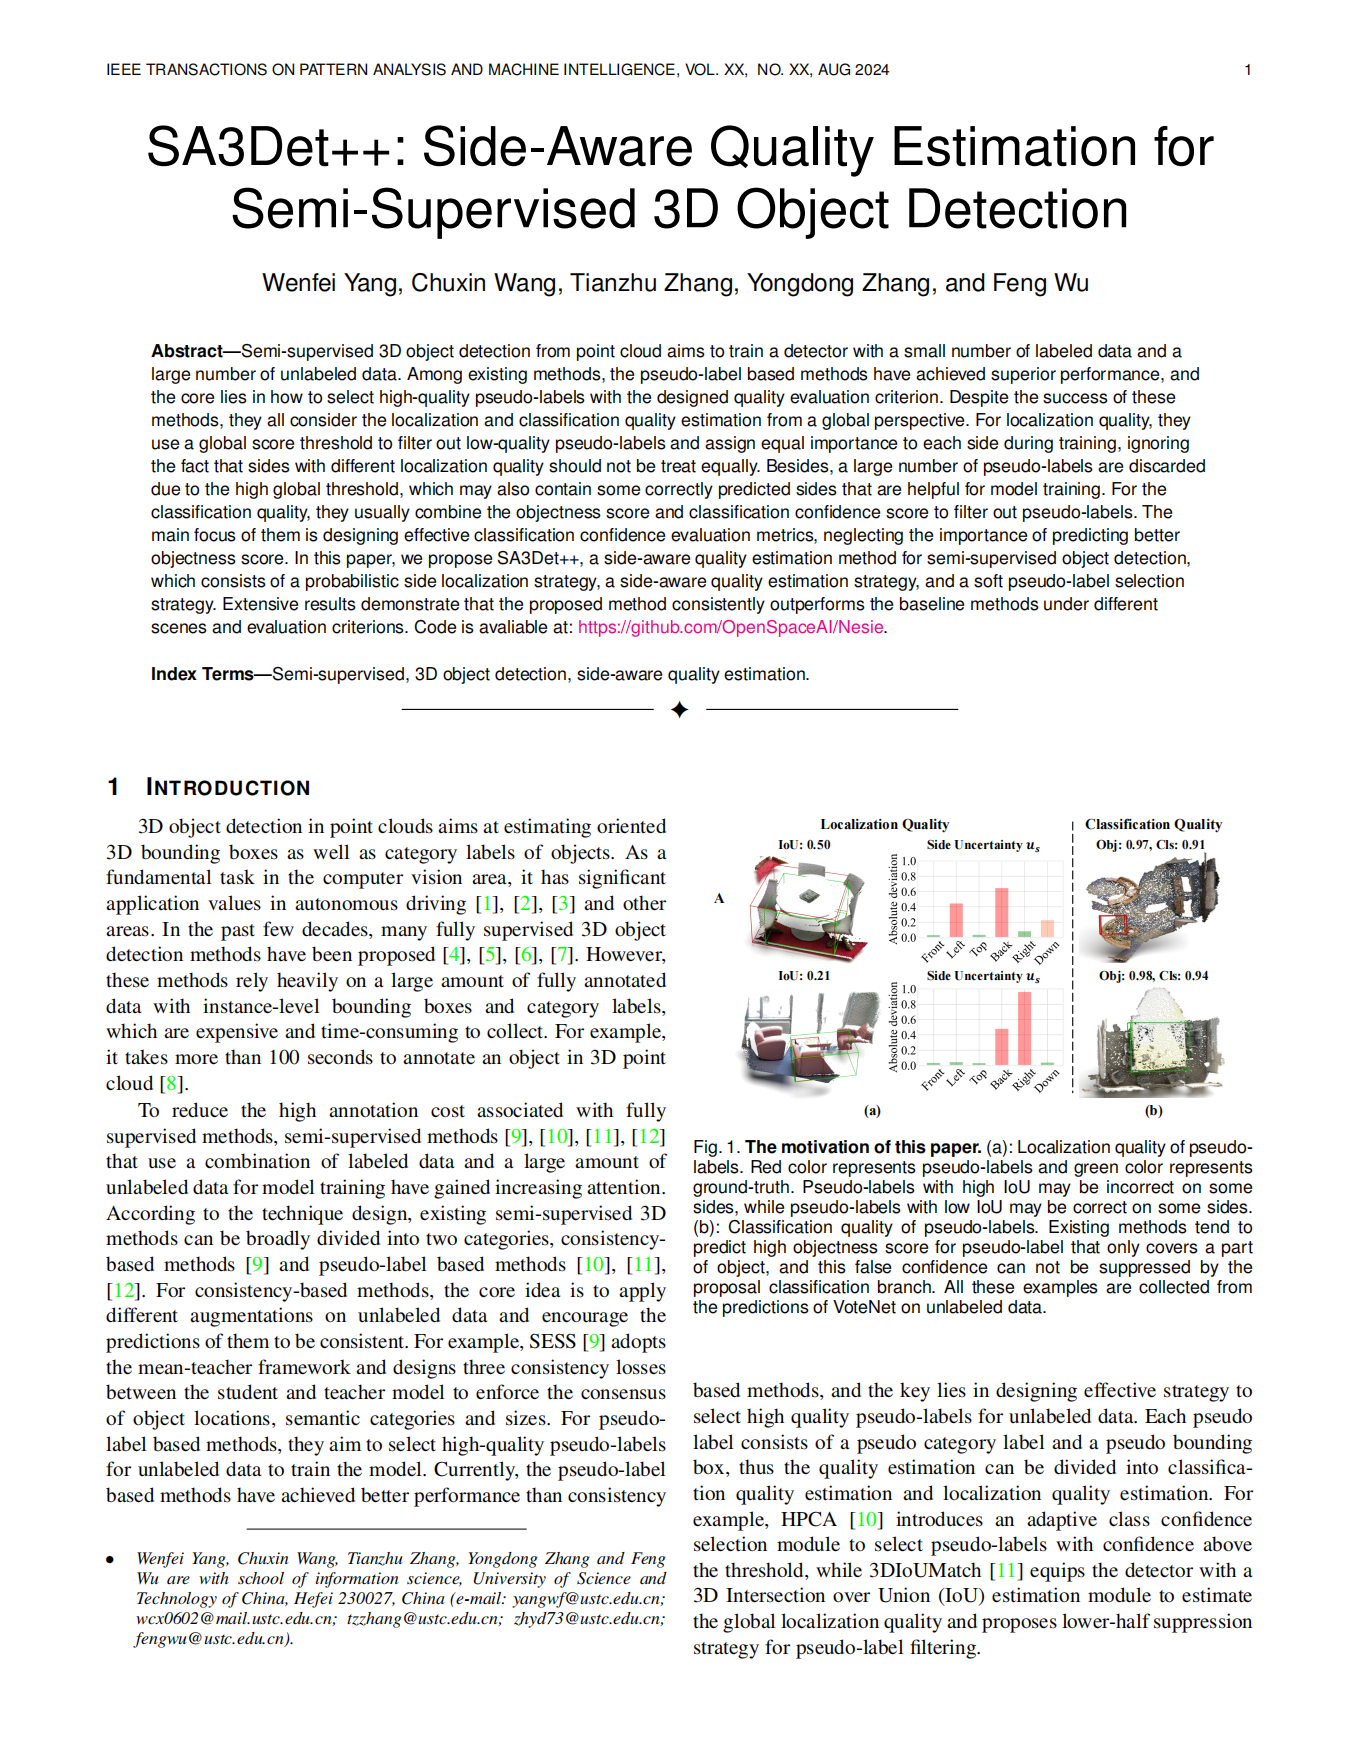 IEEE TRANSACTIONS ON PATTERN ANALYSIS AND MACHINE INTELLIGENCE, VOL. XX, NO. XX, AUG 2024 1
SA3Det++: Side-Aware Quality Estimation for
Semi-Supervised 3D Object Detection
Wenfei Yang, Chuxin Wang, Tianzhu Zhang, Yongdong Zhang, and Feng Wu
Abstract—Semi-supervised 3D object detection from point cloud aims to train a detector with a small number of labeled data and a
large number of unlabeled data. Among existing methods, the pseudo-label based methods have achieved superior performance, and
the core lies in how to select high-quality pseudo-labels with the designed quality evaluation criterion. Despite the success of these
methods, they all consider the localization and classification quality estimation from a global perspective. For localization quality, they
use a global score threshold to filter out low-quality pseudo-labels and assign equal importance to each side during training, ignoring
the fact that sides with different localization quality should not be treat equally. Besides, a large number of pseudo-labels are discarded
due to the high global threshold, which may also contain some correctly predicted sides that are helpful for model training. For the
classification quality, they usually combine the objectness score and classification confidence score to filter out pseudo-labels. The
main focus of them is designing effective classification confidence evaluation metrics, neglecting the importance of predicting better
objectness score. In this paper, we propose SA3Det++, a side-aware quality estimation method for semi-supervised object detection,
which consists of a probabilistic side localization strategy, a side-aware quality estimation strategy, and a soft pseudo-label selection
strategy. Extensive results demonstrate that the proposed method consistently outperforms the baseline methods under different
scenes and evaluation criterions. Code is avaliable at: https://github.com/OpenSpaceAI/Nesie.
Index Terms—Semi-supervised, 3D object detection, side-aware quality estimation.
1 INTRODUCTION
3D object detection in point clouds aims at estimating oriented
3D bounding boxes as well as category labels of objects. As a
fundamental task in the computer vision area, it has significant
application values in autonomous driving [1], [2], [3] and other
areas. In the past few decades, many fully supervised 3D object
detection methods have been proposed [4], [5], [6], [7]. However,
these methods rely heavily on a large amount of fully annotated
data with instance-level bounding boxes and category labels,
which are expensive and time-consuming to collect. For example,
it takes more than 100 seconds to annotate an object in 3D point
cloud [8].
To reduce the high annotation cost associated with fully
supervised methods, semi-supervised methods [9], [10], [11], [12]
that use a combination of labeled data and a large amount of
unlabeled data for model training have gained increasing attention.
According to the technique design, existing semi-supervised 3D
methods can be broadly divided into two categories, consistency-
based methods [9] and pseudo-label based methods [10], [11],
[12]. For consistency-based methods, the core idea is to apply
different augmentations on unlabeled data and encourage the
predictions of them to be consistent. For example, SESS [9] adopts
the mean-teacher framework and designs three consistency losses
between the student and teacher model to enforce the consensus
of object locations, semantic categories and sizes. For pseudo-
label based methods, they aim to select high-quality pseudo-labels
for unlabeled data to train the model. Currently, the pseudo-label
based methods have achieved better performance than consistency
• Wenfei Yang, Chuxin Wang, Tianzhu Zhang, Yongdong Zhang and Feng
Wu are with school of information science, University of Science and
Technology of China, Hefei 230027, China (e-mail: yangwf@ustc.edu.cn;
wcx0602@mail.ustc.edu.cn; tzzhang@ustc.edu.cn; zhyd73@ustc.edu.cn;
fengwu@ustc.edu.cn).
Localization Quality
Classification Quality
IoU: 0.50
Side Uncertainty us
Obj: 0.97, Cls: 0.91
A
Absolute deviation
1.0
0.8
0.6
0.4
0.2
0.0
Front Left Top Back Right Down
IoU: 0.21
Side Uncertainty us
Obj: 0.98, Cls: 0.94
Absolute deviation
1.0
0.8
0.6
0.4
0.2
0.0
Front Left Top Back Right Down
(a)
(b)
Fig. 1. The motivation of this paper. (a): Localization quality of pseudo-
labels. Red color represents pseudo-labels and green color represents
ground-truth. Pseudo-labels with high IoU may be incorrect on some
sides, while pseudo-labels with low IoU may be correct on some sides.
(b): Classification quality of pseudo-labels. Existing methods tend to
predict high objectness score for pseudo-label that only covers a part
of object, and this false confidence can not be suppressed by the
proposal classification branch. All these examples are collected from
the predictions of VoteNet on unlabeled data.
based methods, and the key lies in designing effective strategy to
select high quality pseudo-labels for unlabeled data. Each pseudo
label consists of a pseudo category label and a pseudo bounding
box, thus the quality estimation can be divided into classifica-
tion quality estimation and localization quality estimation. For
example, HPCA [10] introduces an adaptive class confidence
selection module to select pseudo-labels with confidence above
the threshold, while 3DIoUMatch [11] equips the detector with a
3D Intersection over Union (IoU) estimation module to estimate
the global localization quality and proposes lower-half suppression
strategy for pseudo-label filtering.